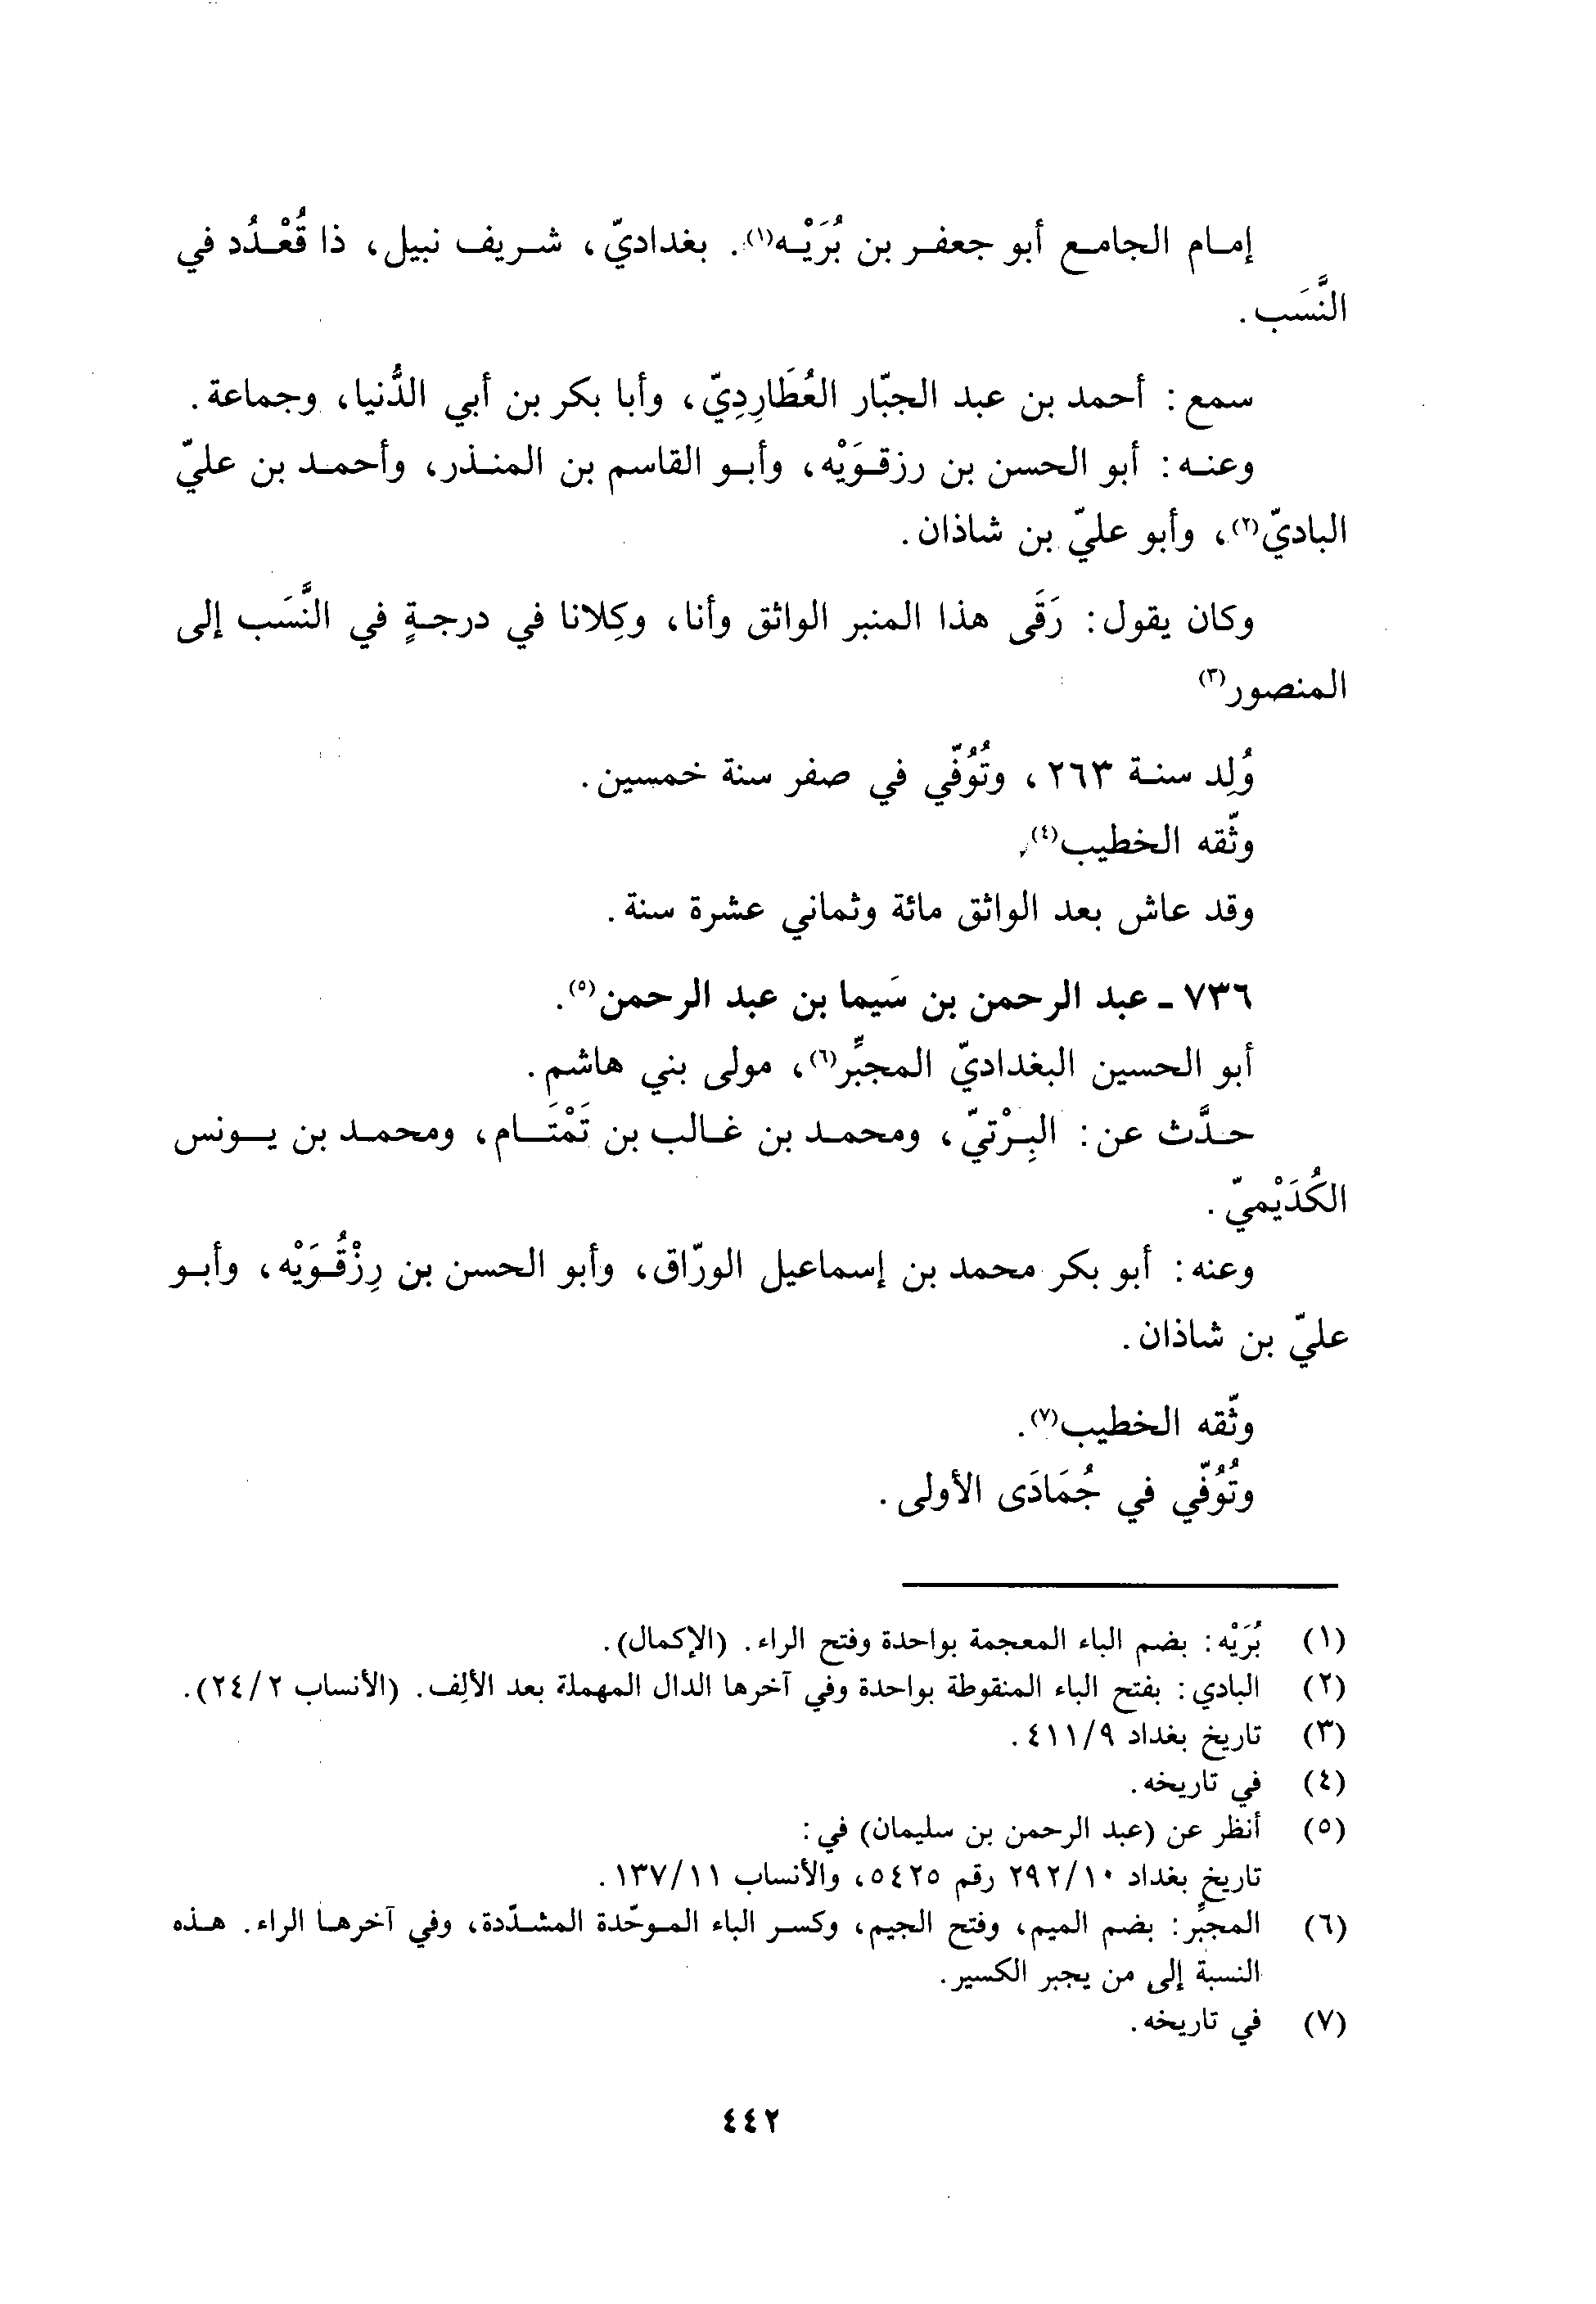 إمام الجامع أبو جعفر بن بُرَيْه(١). بغداديّ، شريف نبيل، ذا قُعْدُد في
النَّسَب.
سمع: أحمد بن عبد الجبّار العُطَارِدِيّ، وأبا بكر بن أبي الدُّنيا، وجماعة.
وعنه: أبو الحسن بن رزقوَيْه، وأبو القاسم بن المنذر، وأحمد بن عليّ
الباديّ(٢)، وأبو عليّ بن شاذان.
وكان يقول: رَقَى هذا المنبر الواثق وأنا، وكِلانا في درجةٍ في النَّسَب إلى
المنصور(٣)
وُلِد سنة ٢٦٣، وتُوُفّي في صفر سنة خمسين.
وثّقه الخطيب(٤).
وقد عاش بعد الواثق مائة وثماني عشرة سنة.
٧٣٦ - عبد الرحمن بن سَيما بن عبد الرحمن(٥).
أبو الحسين البغداديّ المجبِّر(٦)، مولى بني هاشم.
حدَّث عن: البِرْتيّ، ومحمد بن غالب بن تَمْتَام، ومحمد بن يونس
الكُدَيْميّ.
وعنه: أبو بكر محمد بن إسماعيل الورّاق، وأبو الحسن بن رِزْقُوَيْه، وأبو
عليّ بن شاذان.
وثّقه الخطيب(٧).
وتُوُفّي في جُمَادَى الأولى.
(١) بُرَيْه: بضم الباء المعجمة بواحدة وفتح الراء. (الإكمال).
(٢) البادي: بفتح الباء المنقوطة بواحدة وفي آخرها الدال المهملة بعد الألِف. (الأنساب ٢٤/٢).
(٣) تاريخ بغداد ٤١١/٩.
(٤) في تاريخه.
(٥) أنظر عن (عبد الرحمن بن سليمان) في:
تاريخ بغداد ٢٩٢/١٠ رقم ٥٤٢٥، والأنساب ١٣٧/١١.
(٦) المجبِّر: بضم الميم، وفتح الجيم، وكسر الباء الموحّدة المشدّدة، وفي آخرها الراء. هذه
النسبة إلى من يجبر الكسير.
(٧) في تاريخه.
٤٤٢